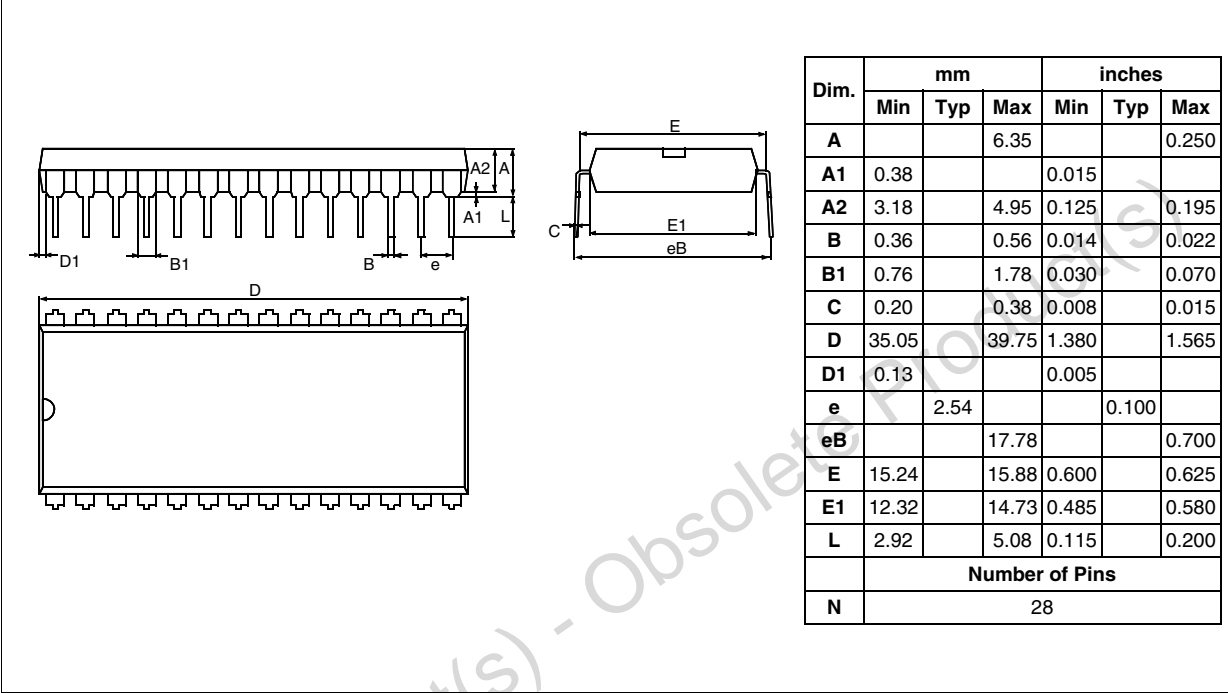 A2 A
A1 L
D1 B1 B e
D
E
C
E1
eB
Dim. mm inches
Min Typ Max Min Typ Max
A 6.35 0.250
A1 0.38 0.015
A2 3.18 4.95 0.125 0.195
B 0.36 0.56 0.014 0.022
B1 0.76 1.78 0.030 0.070
C 0.20 0.38 0.008 0.015
D 35.05 39.75 1.380 1.565
D1 0.13 0.005
e 2.54 0.100
eB 17.78 0.700
E 15.24 15.88 0.600 0.625
E1 12.32 14.73 0.485 0.580
L 2.92 5.08 0.115 0.200
Number of Pins
N 28
t(s) - Obsolete Product(s)